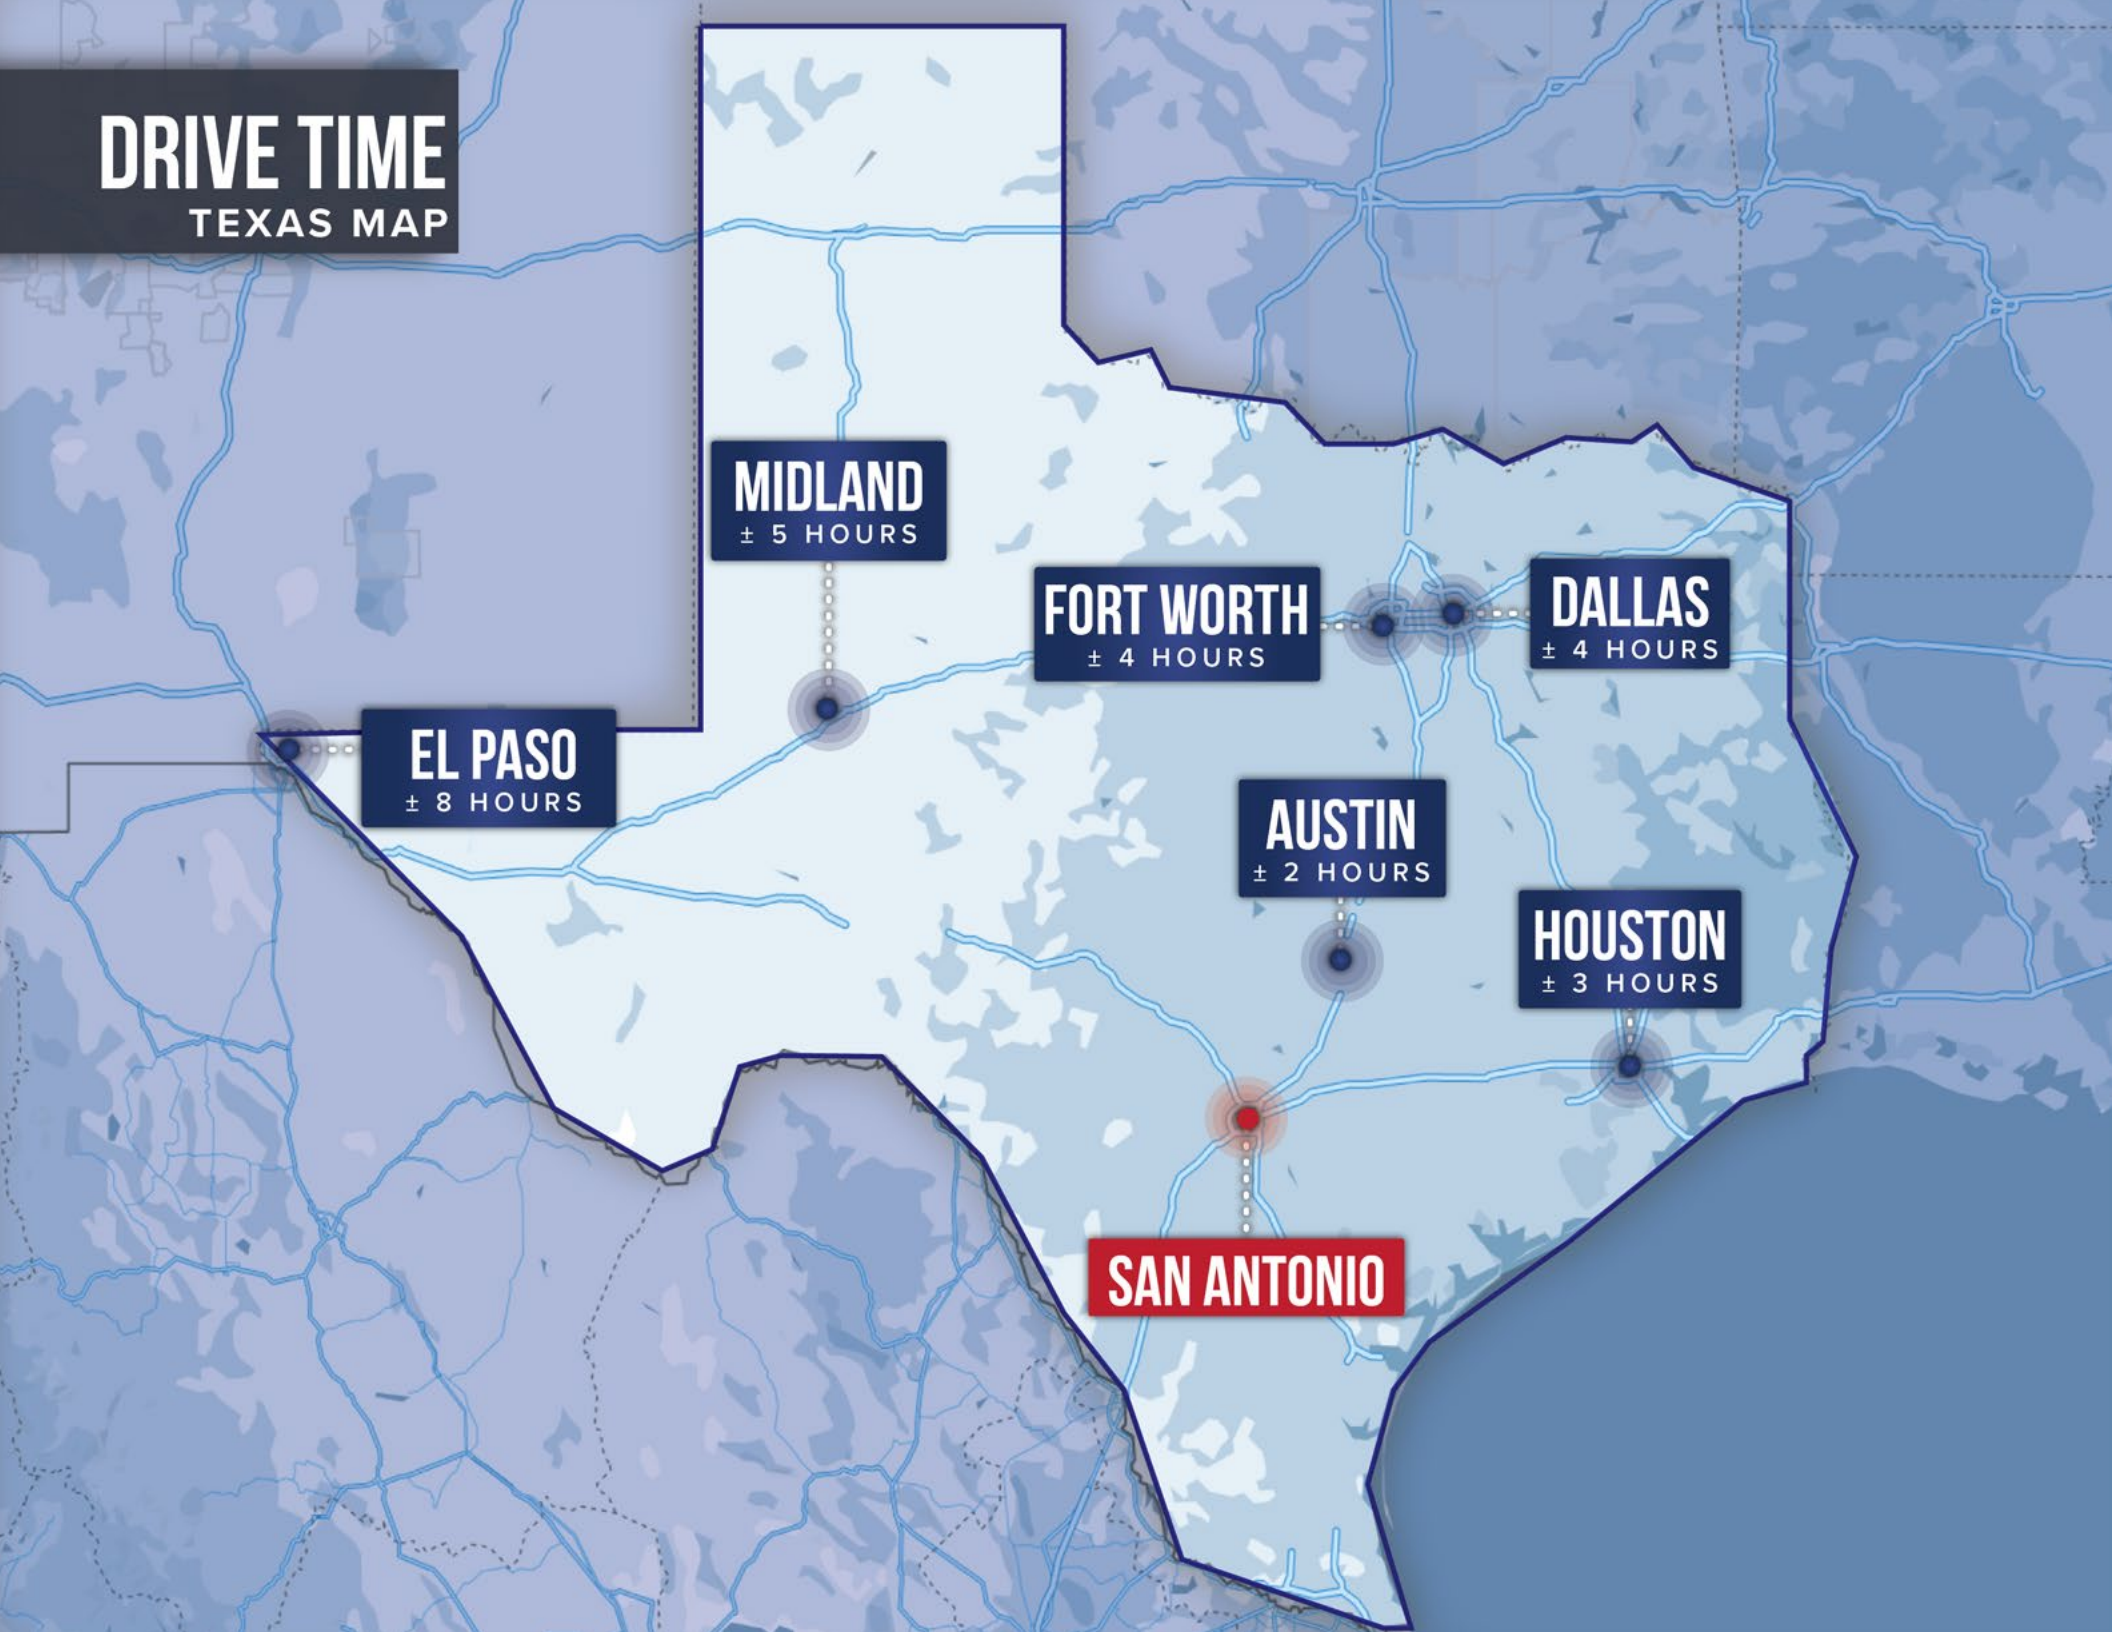 DRIVE TIME
TEXAS MAP
MIDLAND
± 5 HOURS
FORT WORTH
± 4 HOURS
DALLAS
± 4 HOURS
EL PASO
± 8 HOURS
AUSTIN
± 2 HOURS
HOUSTON
± 3 HOURS
SAN ANTONIO